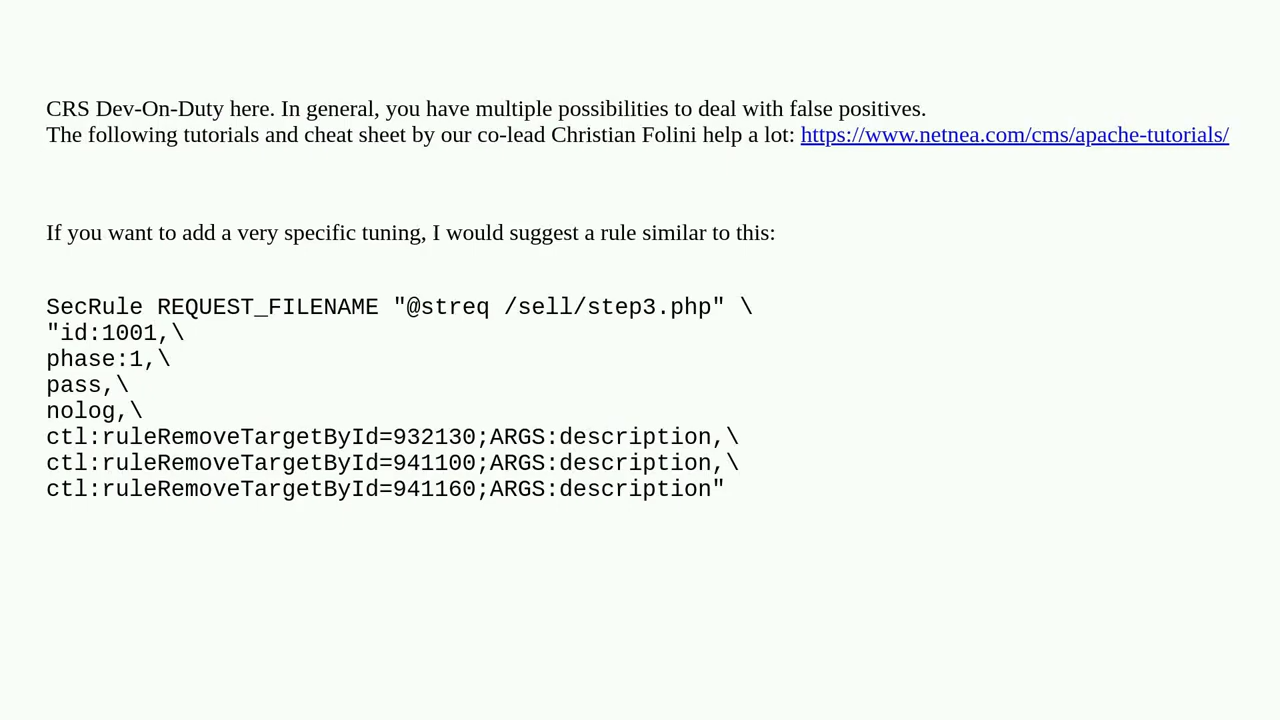 CRS Dev-On-Duty here. In general, you have multiple possibilities to deal with false positives.
The following tutorials and cheat sheet by our co-lead Christian Folini help a lot: https://www.netnea.com/cms/apache-tutorials/
If you want to add a very specific tuning, I would suggest a rule similar to this:
SecRule REQUEST_FILENAME "@streq /sell/step3.php" \
"id:1001,\
phase:1,\
pass,\
nolog,\
ctl:ruleRemoveTargetById=932130;ARGS:description,\
ctl:ruleRemoveTargetById=941100;ARGS:description,\
ctl:ruleRemoveTargetById=941160;ARGS:description"